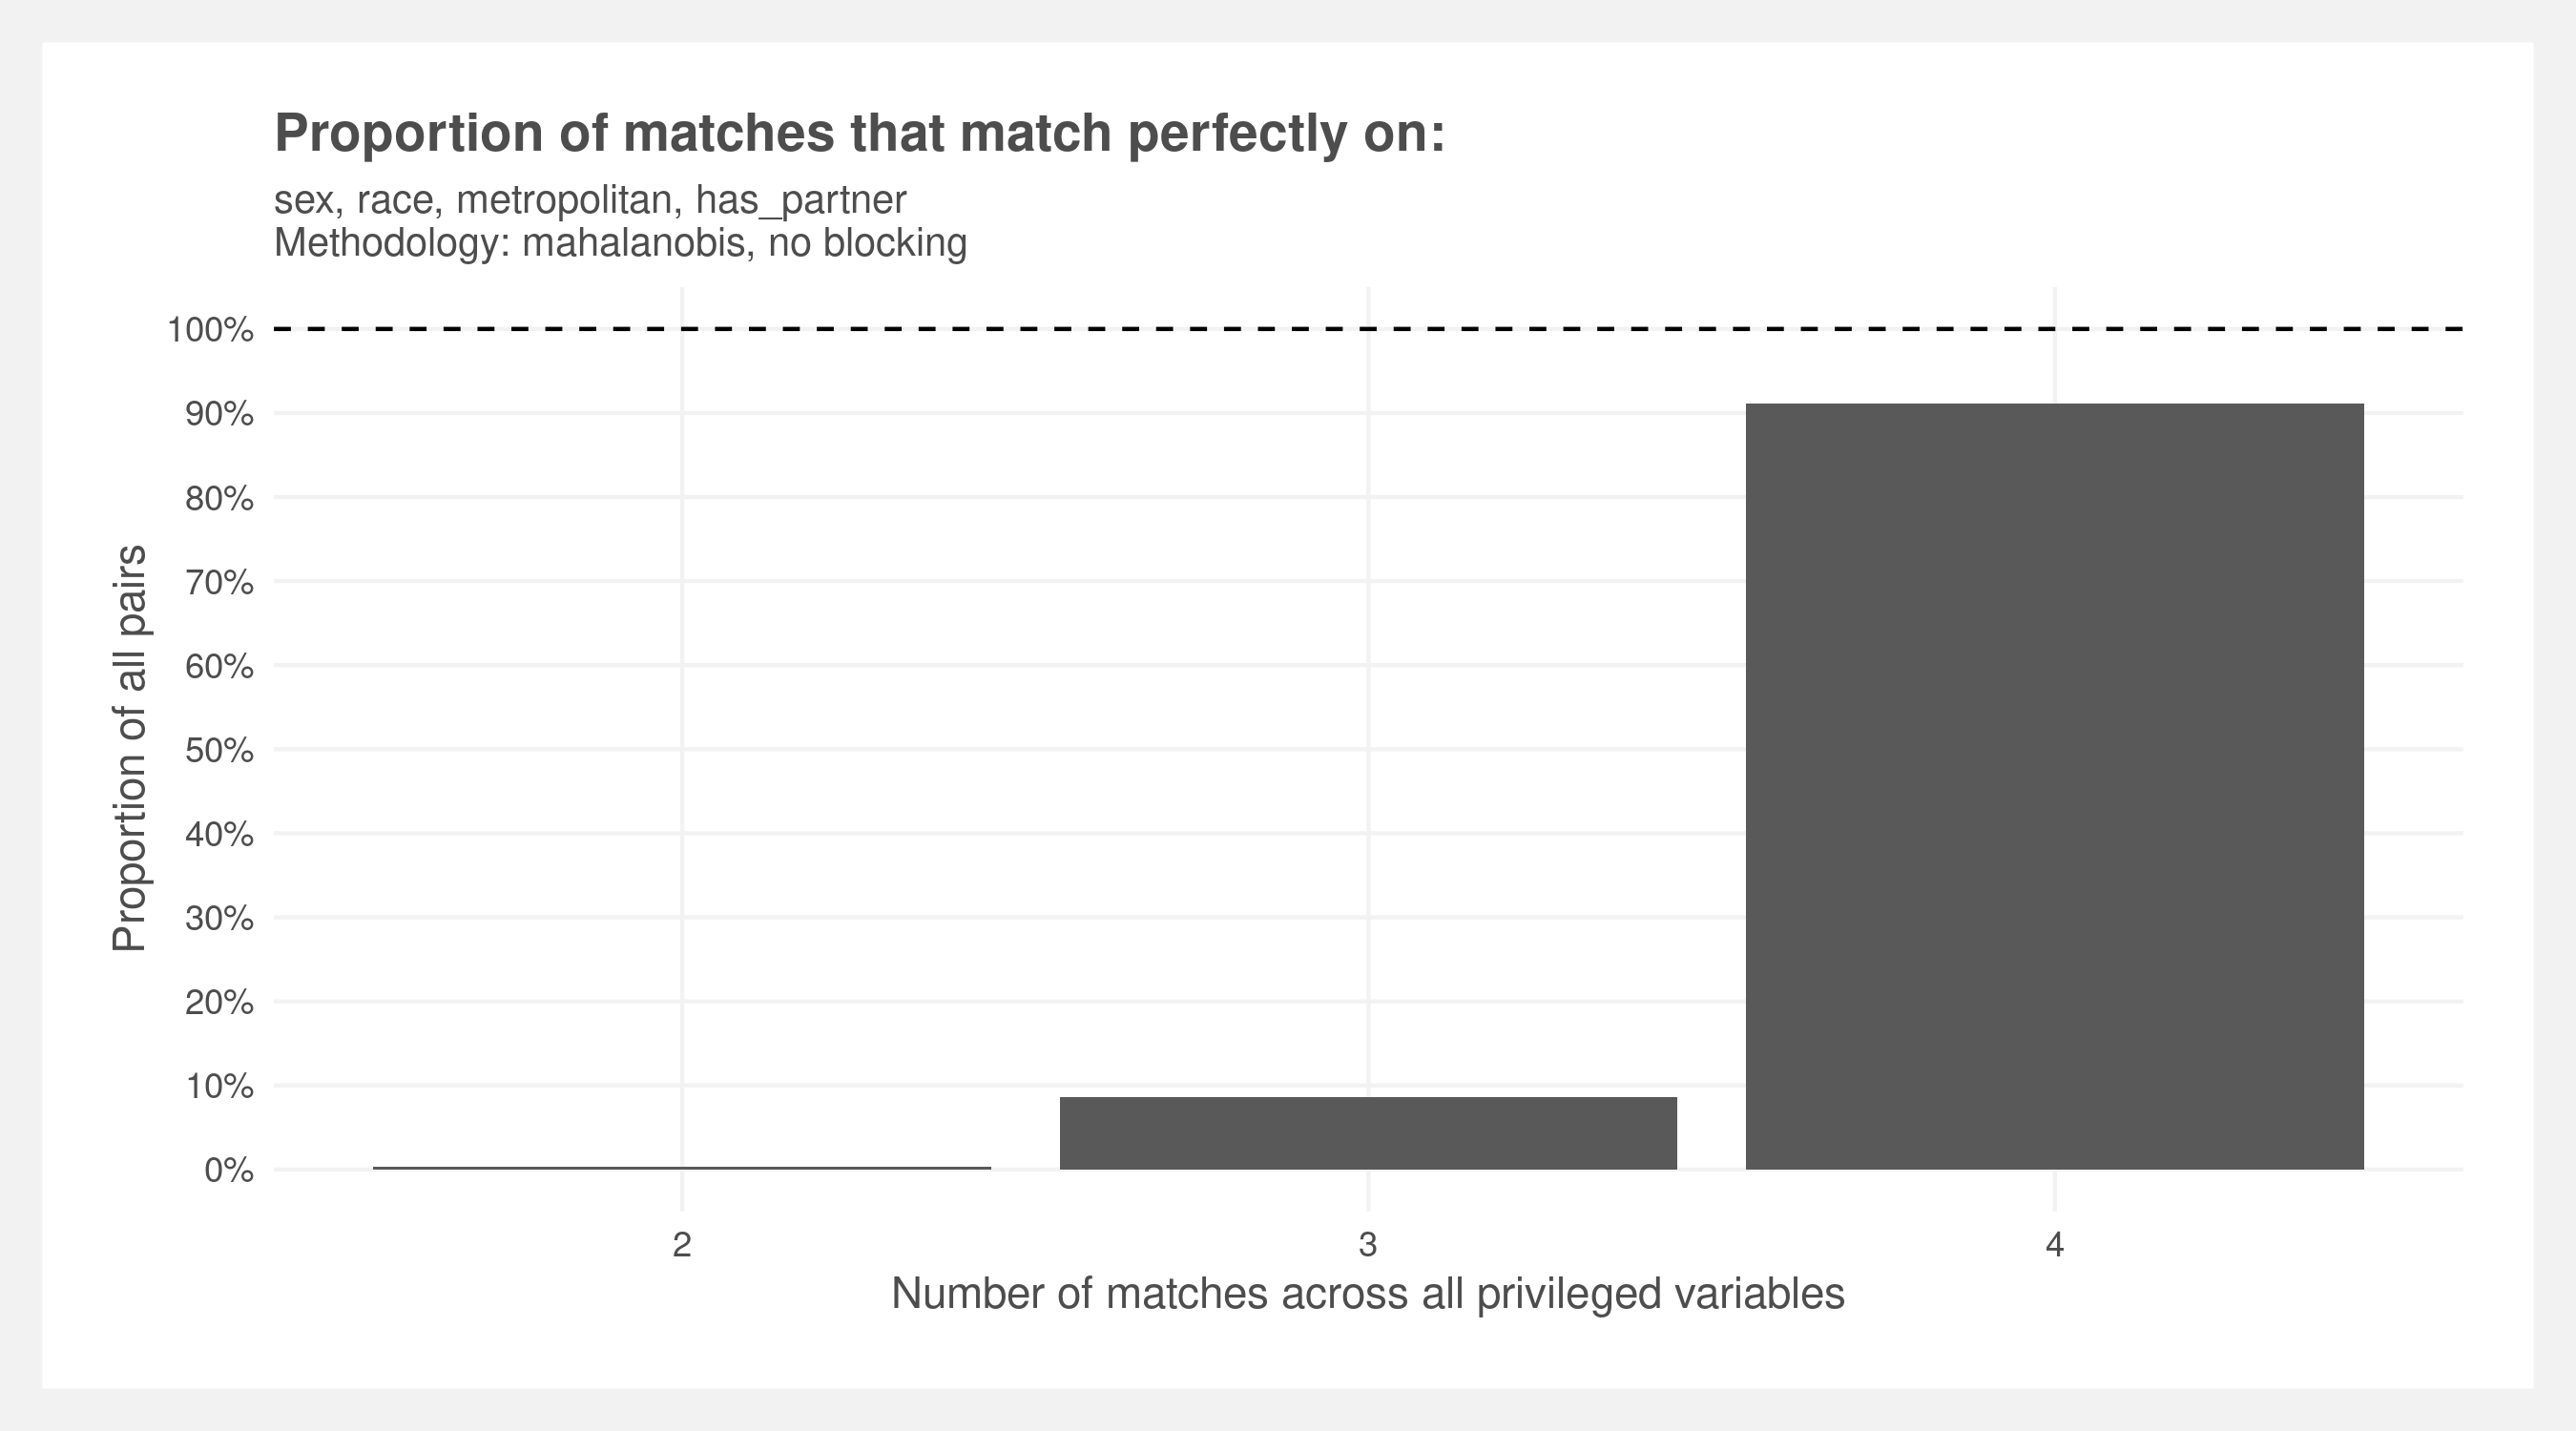 Proportion of matches that match perfectly on:
sex, race, metropolitan, has_partner
Methodology: mahalanobis, no blocking
Proportion of all pairs
100%
90%
80%
70%
60%
50%
40%
30%
20%
10%
0%
2
3
4
Number of matches across all privileged variables